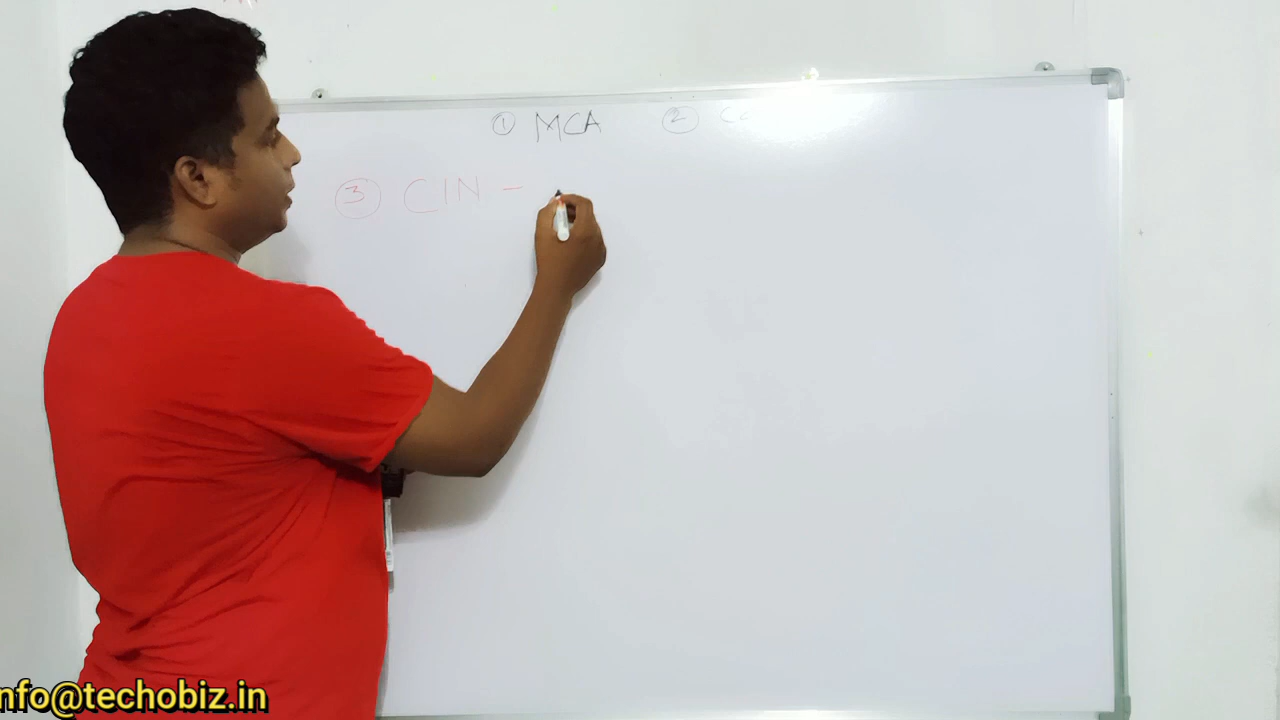 ① MCA ②
③ CIN -
nfo@techobiz.in